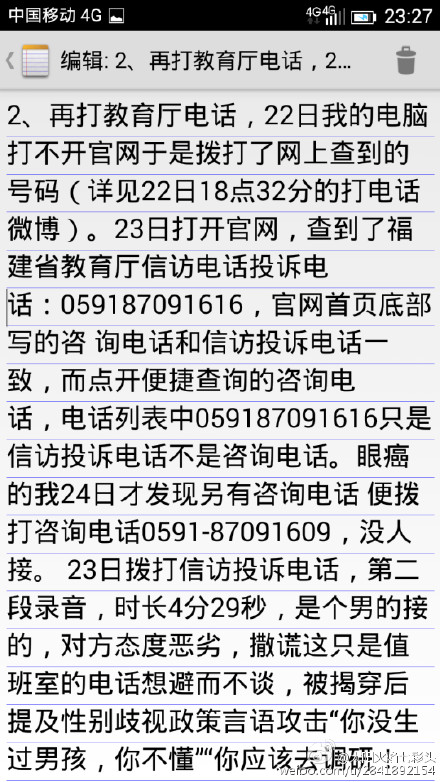 中国移动 4G 4G 4G 23:27
编辑: 2、再打教育厅电话，2...
2、再打教育厅电话，22日我的电脑
打不开官网于是拨打了网上查到的
号码（详见22日18点32分的打电话
微博）。23日打开官网，查到了福
建省教育厅信访电话投诉电
话：059187091616，官网首页底部
写的咨 询电话和信访投诉电话一
致，而点开便捷查询的咨询电
话，电话列表中059187091616只是
信访投诉电话不是咨询电话。眼癌
的我24日才发现另有咨询电话 便拨
打咨询电话0591-87091609，没人
接。 23日拨打信访投诉电话，第二
段录音，时长4分29秒，是个男的接
的，对方态度恶劣，撒谎这只是值
班室的电话想避而不谈，被揭穿后
提及性别歧视政策言语攻击“你没生
过男孩，你不懂”“你应该去调研
weibo.com/u/2841892154